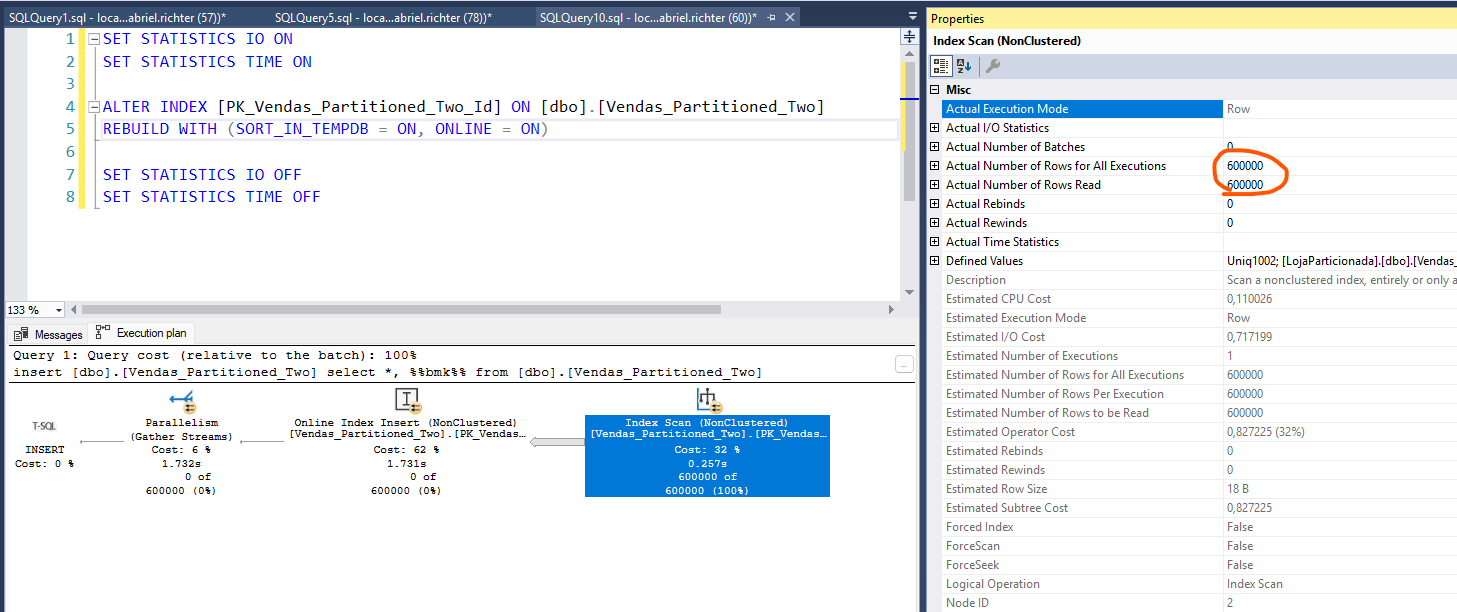 SQLQuery1.sql - loca...abriel.richter (57))*
SQLQuery5.sql - loca...abriel.richter (78))*
SQLQuery10.sql - loc...abriel.richter (60))*
1 SET STATISTICS IO ON
2 SET STATISTICS TIME ON
3
4 ALTER INDEX [PK_Vendas_Partitioned_Two_Id] ON [dbo].[Vendas_Partitioned_Two]
5 REBUILD WITH (SORT_IN_TEMPDB = ON, ONLINE = ON)
6
7 SET STATISTICS IO OFF
8 SET STATISTICS TIME OFF
133 %
Messages
Execution plan
Query 1: Query cost (relative to the batch): 100%
insert [dbo].[Vendas_Partitioned_Two] select *, %%bmk%% from [dbo].[Vendas_Partitioned_Two]
...
T-SQL
INSERT
Cost: 0 %
Parallelism
(Gather Streams)
Cost: 6 %
1.732s
0 of
600000 (0%)
Online Index Insert (NonClustered)
[Vendas_Partitioned_Two].[PK_Vendas…
Cost: 62 %
1.731s
0 of
600000 (0%)
Index Scan (NonClustered)
[Vendas_Partitioned_Two].[PK_Vendas…
Cost: 32 %
0.257s
600000 of
600000 (100%)
Properties
Index Scan (NonClustered)
Misc
Actual Execution Mode Row
Actual I/O Statistics
Actual Number of Batches 0
Actual Number of Rows for All Executions 600000
Actual Number of Rows Read 600000
Actual Rebinds 0
Actual Rewinds 0
Actual Time Statistics
Defined Values Uniq1002; [LojaParticionada].[dbo].[Vendas_
Description Scan a nonclustered index, entirely or only a
Estimated CPU Cost 0,110026
Estimated Execution Mode Row
Estimated I/O Cost 0,717199
Estimated Number of Executions 1
Estimated Number of Rows for All Executions 600000
Estimated Number of Rows Per Execution 600000
Estimated Number of Rows to be Read 600000
Estimated Operator Cost 0,827225 (32%)
Estimated Rebinds 0
Estimated Rewinds 0
Estimated Row Size 18 B
Estimated Subtree Cost 0,827225
Forced Index False
ForceScan False
ForceSeek False
Logical Operation Index Scan
Node ID 2